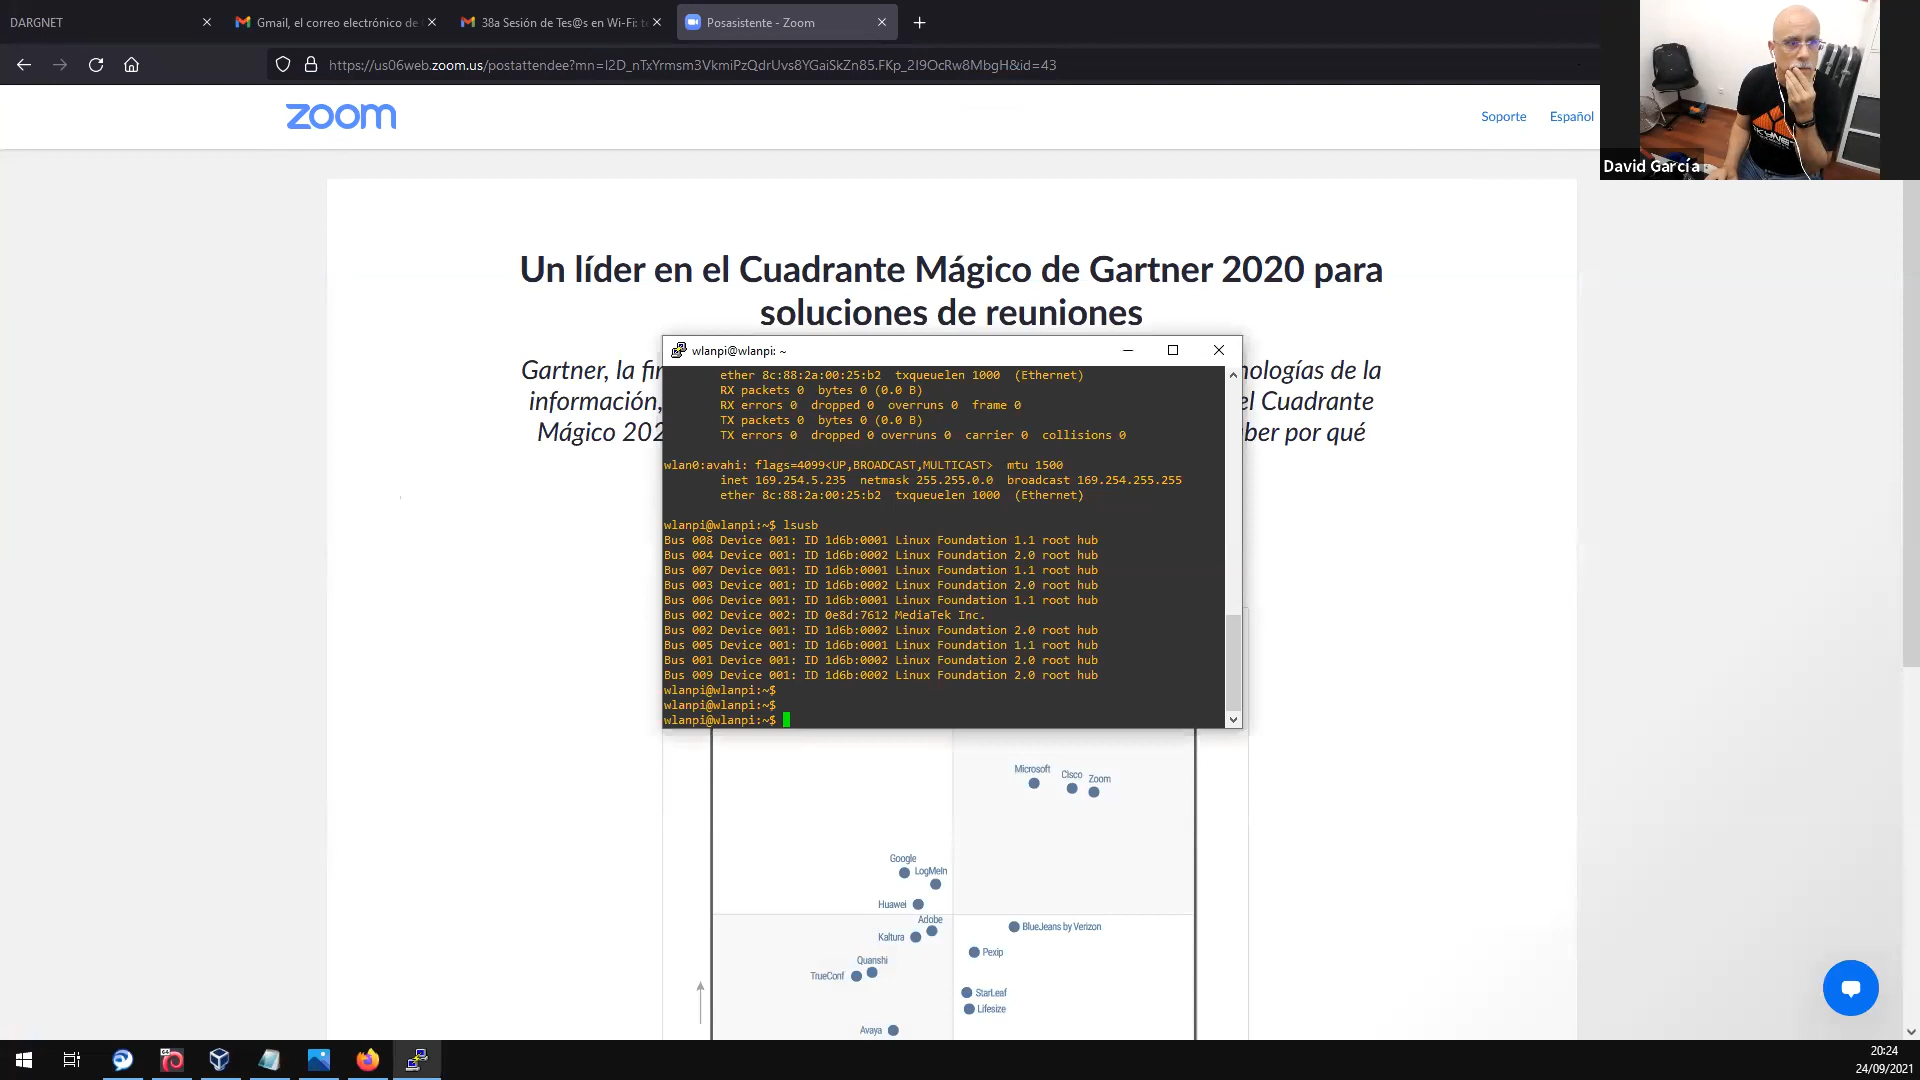 DARGNET
Gmail, el correo electrónico de
38a Sesión de Tes@s en Wi-Fi:
Posasistente - Zoom
https://us06web.zoom.us/postattendee?mn=I2D_nTxYrmsm3VkmiPzQdrUvs8YGaiSkZn85.FKp_2I9OcRw8MbgH&id=43
zoom
Soporte
Español
David García
Un líder en el Cuadrante Mágico de Gartner 2020 para
soluciones de reuniones
Gartner, la fir
nologías de la
información,
el Cuadrante
Mágico 202
ber por qué
wlanpi@wlanpi: ~
ether 8c:88:2a:00:25:b2 txqueuelen 1000 (Ethernet)
RX packets 0 bytes 0 (0.0 B)
RX errors 0 dropped 0 overruns 0 frame 0
TX packets 0 bytes 0 (0.0 B)
TX errors 0 dropped 0 overruns 0 carrier 0 collisions 0
wlan0:avahi: flags=4099<UP,BROADCAST,MULTICAST> mtu 1500
inet 169.254.5.235 netmask 255.255.0.0 broadcast 169.254.255.255
ether 8c:88:2a:00:25:b2 txqueuelen 1000 (Ethernet)
wlanpi@wlanpi:~$ lsusb
Bus 008 Device 001: ID 1d6b:0001 Linux Foundation 1.1 root hub
Bus 004 Device 001: ID 1d6b:0002 Linux Foundation 2.0 root hub
Bus 007 Device 001: ID 1d6b:0001 Linux Foundation 1.1 root hub
Bus 003 Device 001: ID 1d6b:0002 Linux Foundation 2.0 root hub
Bus 006 Device 001: ID 1d6b:0001 Linux Foundation 1.1 root hub
Bus 002 Device 002: ID 0e8d:7612 MediaTek Inc.
Bus 002 Device 001: ID 1d6b:0002 Linux Foundation 2.0 root hub
Bus 005 Device 001: ID 1d6b:0001 Linux Foundation 1.1 root hub
Bus 001 Device 001: ID 1d6b:0002 Linux Foundation 2.0 root hub
Bus 009 Device 001: ID 1d6b:0002 Linux Foundation 2.0 root hub
wlanpi@wlanpi:~$
wlanpi@wlanpi:~$
wlanpi@wlanpi:~$
Microsoft
Cisco
Zoom
Google
LogMeIn
Huawei
Adobe
BlueJeans by Verizon
Kaltura
Pexip
Quanshi
TrueConf
StarLeaf
Lifesize
Avaya
20:24
24/09/2021